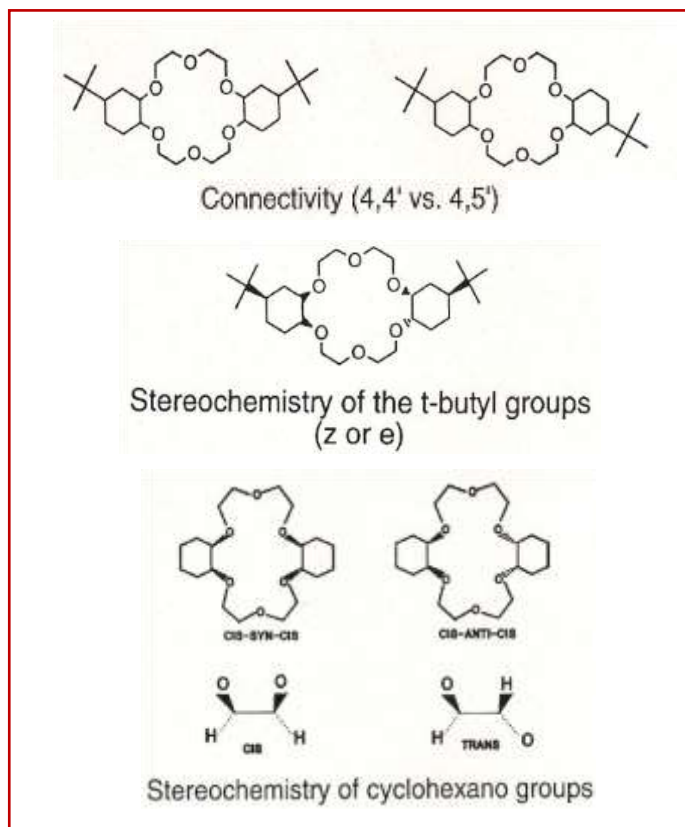 O O O O O O
O O O O O O
Connectivity (4,4' vs. 4,5')
O O O O O O
Stereochemistry of the t-butyl groups
(z or e)
O O O O O O
O O O O O O
CIS-SYN-CIS
CIS-ANTI-CIS
O O
H H
CIS
O H
H O
TRANS
Stereochemistry of cyclohexano groups